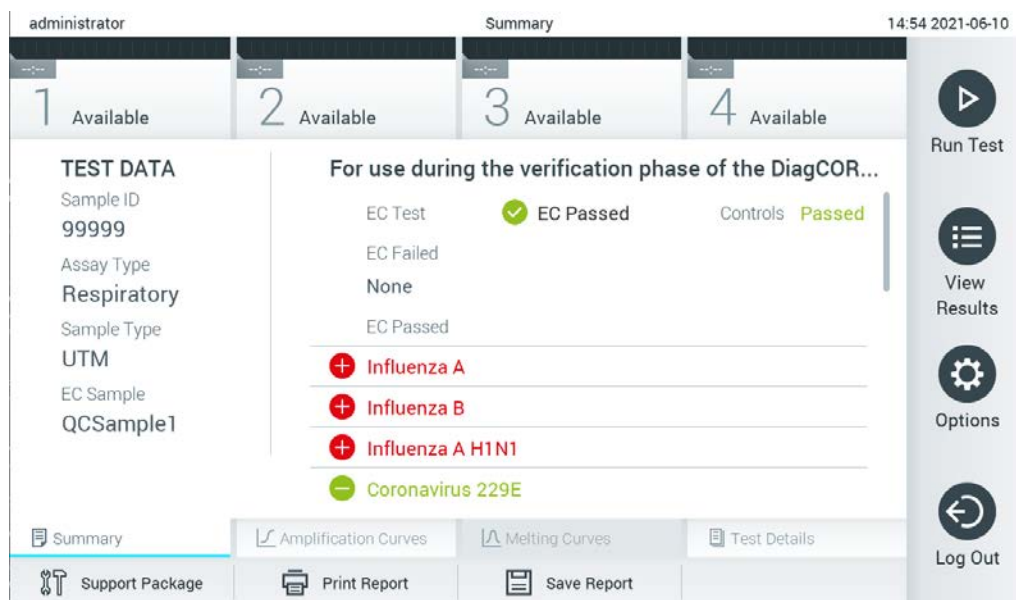 administrator
Summary
14:54 2021-06-10
--:--
1 Available
--:--
2 Available
--:--
3 Available
--:--
4 Available
Run Test
TEST DATA
Sample ID
99999
Assay Type
Respiratory
Sample Type
UTM
EC Sample
QCSample1
For use during the verification phase of the DiagCOR...
EC Test EC Passed Controls Passed
EC Failed
None
EC Passed
Influenza A
Influenza B
Influenza A H1N1
Coronavirus 229E
View
Results
Options
Log Out
Summary
Amplification Curves
Melting Curves
Test Details
Support Package
Print Report
Save Report